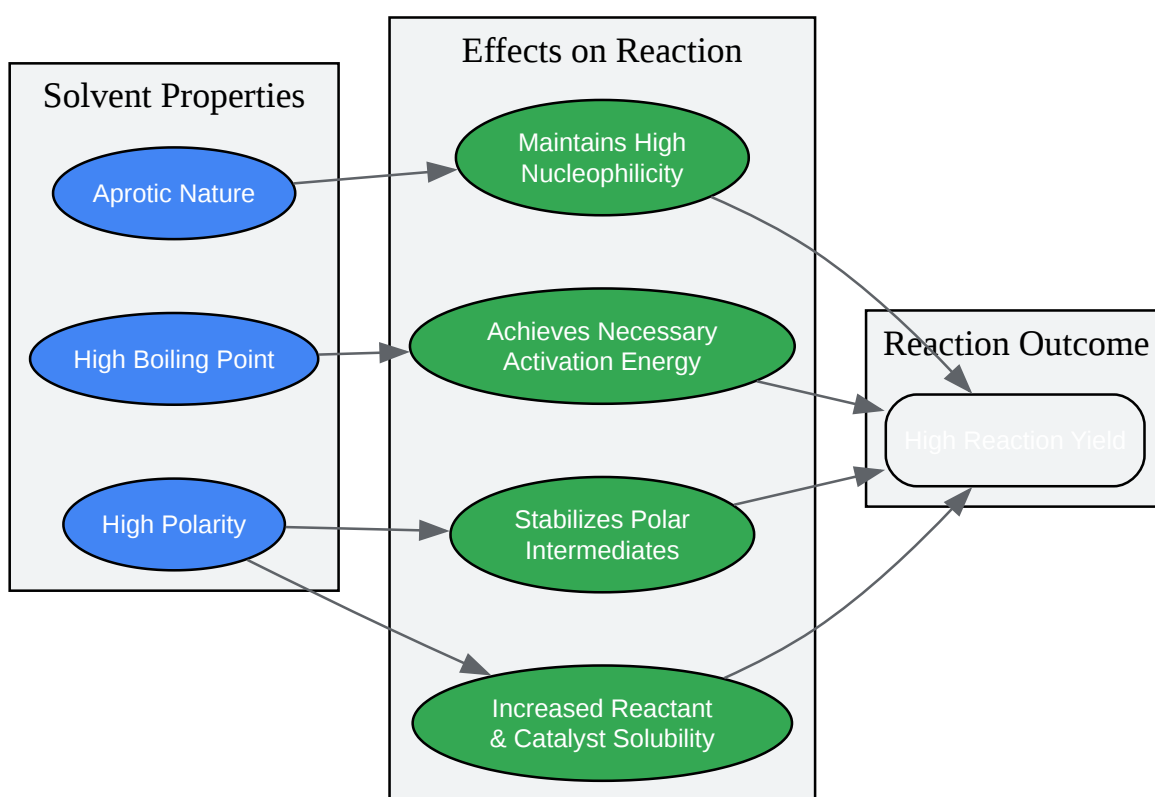 Solvent Properties
Aprotic Nature
High Boiling Point
High Polarity
Effects on Reaction
Maintains High
Nucleophilicity
Achieves Necessary
Activation Energy
Stabilizes Polar
Intermediates
Increased Reactant
& Catalyst Solubility
Reaction Outcome
High Reaction Yield